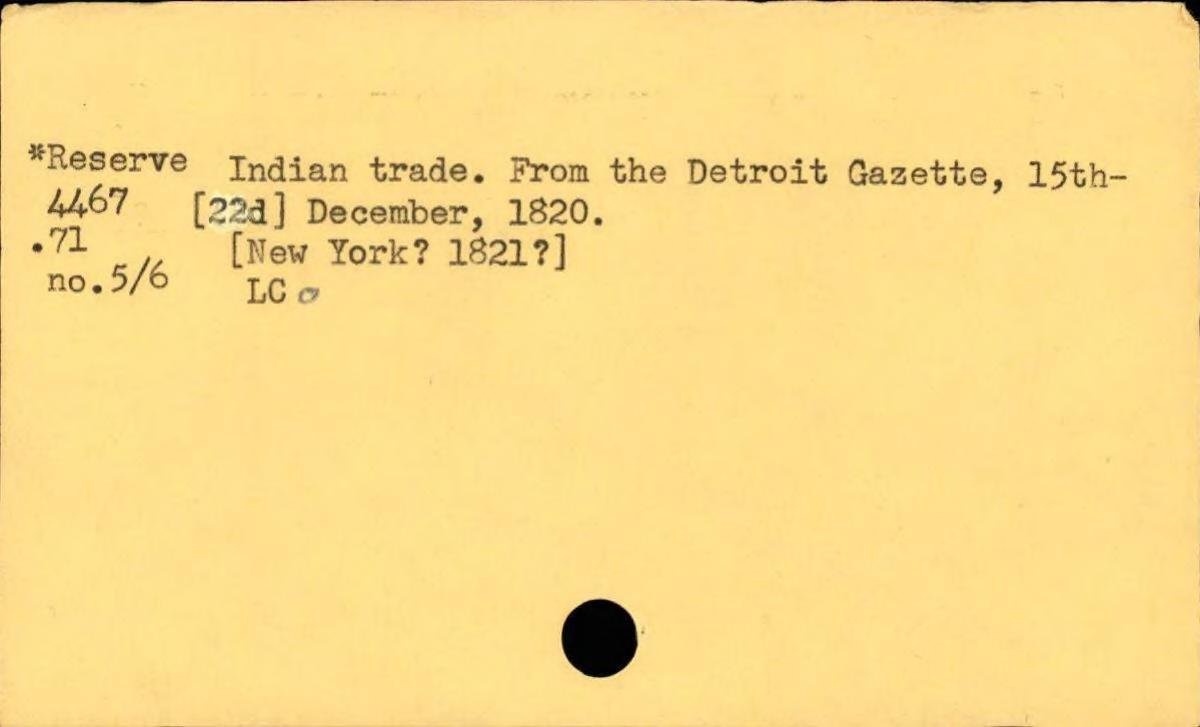 *Reserve Indian trade. From the Detroit Gazette, 15th-
4467 [22d] December, 1820.
.71 [New York? 1821?]
no.5/6 LC